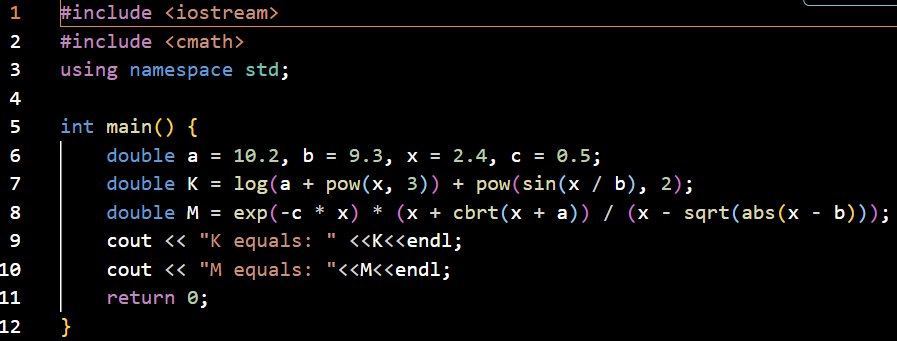 1 #include <iostream>
2 #include <cmath>
3 using namespace std;
4
5 int main() {
6     double a = 10.2, b = 9.3, x = 2.4, c = 0.5;
7     double K = log(a + pow(x, 3)) + pow(sin(x / b), 2);
8     double M = exp(-c * x) * (x + cbrt(x + a)) / (x - sqrt(abs(x - b)));
9     cout << "K equals: " <<K<<endl;
10     cout << "M equals: "<<M<<endl;
11     return 0;
12 }